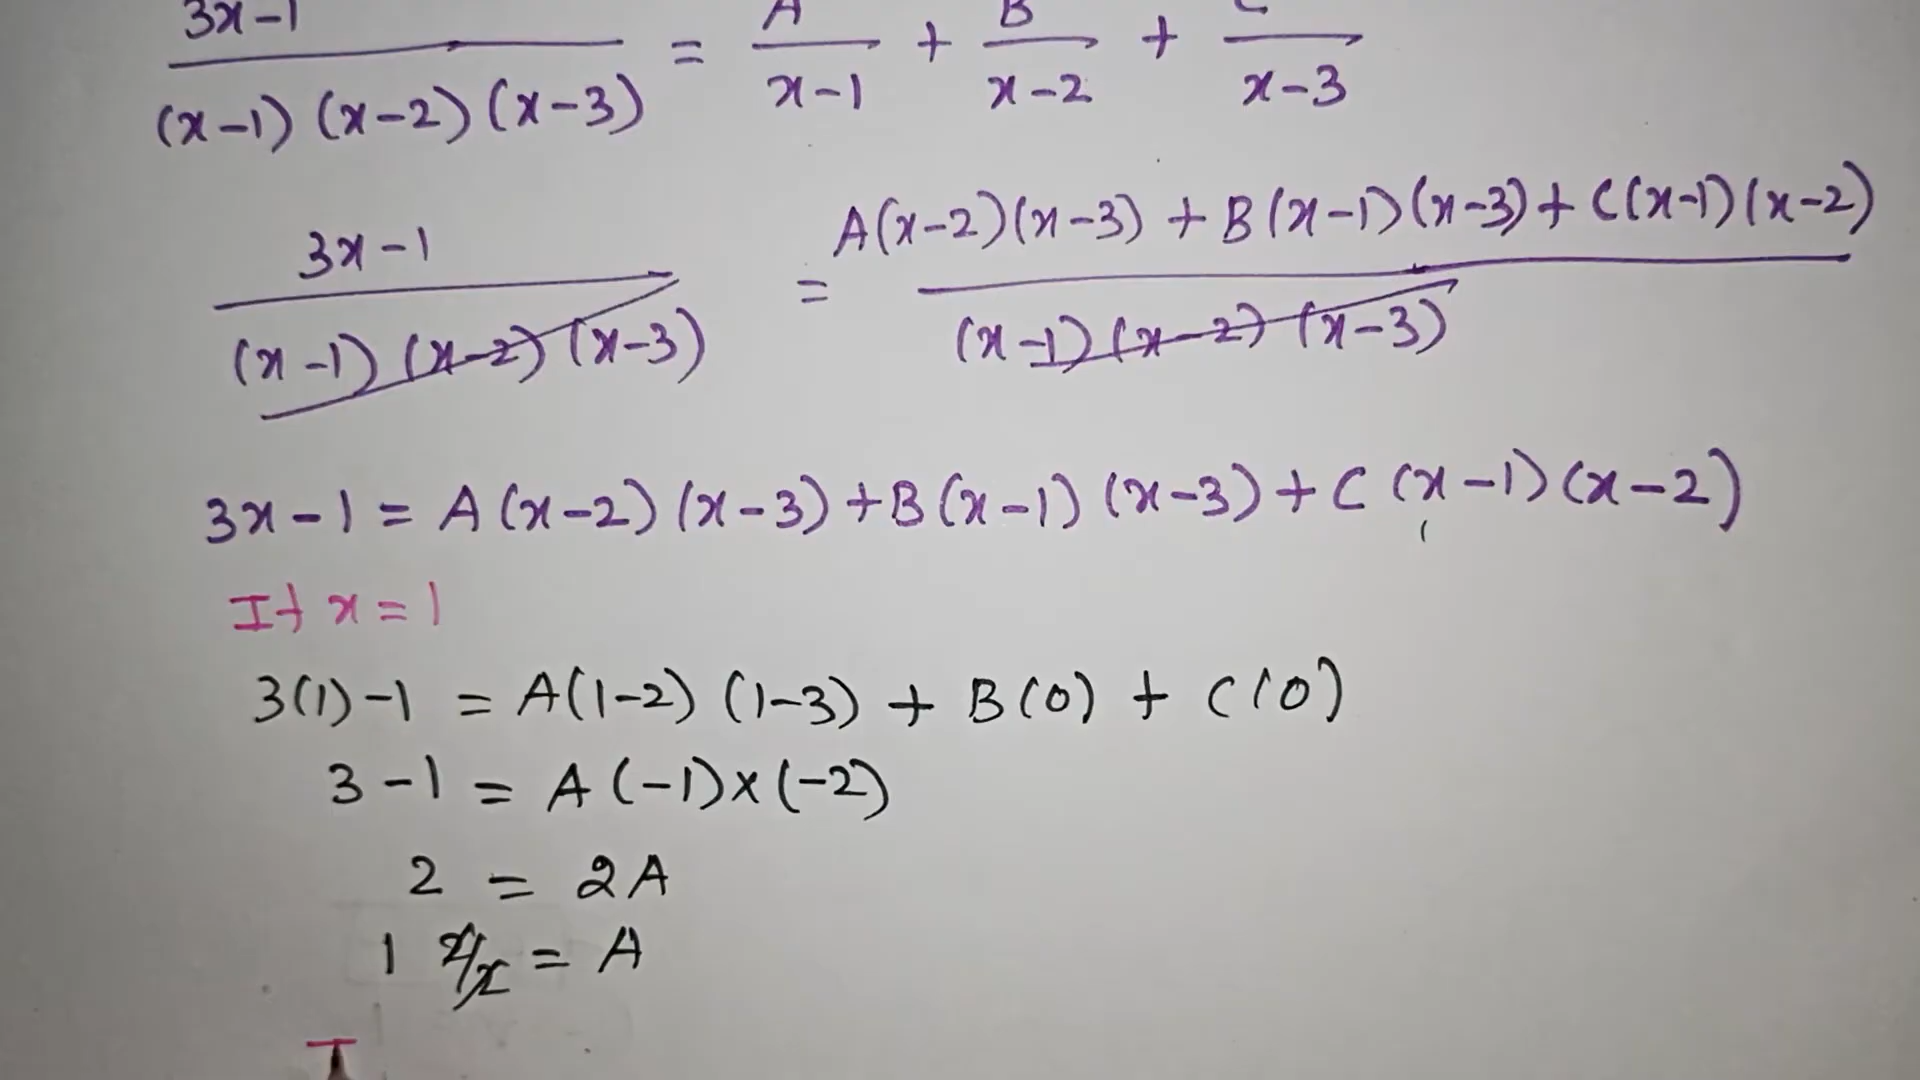 3x-1 / (x-1)(x-2)(x-3) = A / x-1 + B / x-2 + C / x-3
3x-1 / (x-1)(x-2)(x-3) = A(x-2)(x-3) + B(x-1)(x-3) + C(x-1)(x-2) / (x-1)(x-2)(x-3)
3x-1 = A(x-2)(x-3) + B(x-1)(x-3) + C(x-1)(x-2)
If x = 1
3(1)-1 = A(1-2)(1-3) + B(0) + C(0)
3-1 = A(-1)×(-2)
2 = 2A
1 2/2 = A